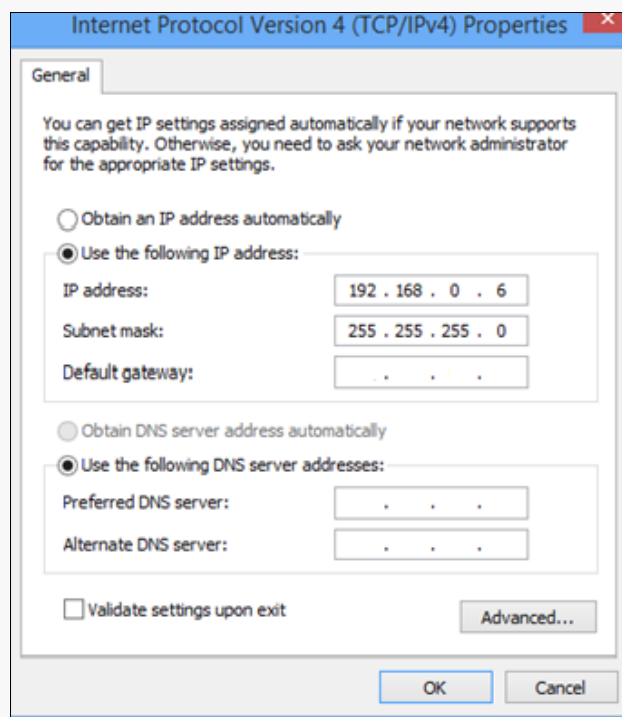 Internet Protocol Version 4 (TCP/IPv4) Properties
General
You can get IP settings assigned automatically if your network supports
this capability. Otherwise, you need to ask your network administrator
for the appropriate IP settings.
Obtain an IP address automatically
Use the following IP address:
IP address: 192 . 168 . 0 . 6
Subnet mask: 255 . 255 . 255 . 0
Default gateway: . . .
Obtain DNS server address automatically
Use the following DNS server addresses:
Preferred DNS server: . . .
Alternate DNS server: . . .
Validate settings upon exit
Advanced...
OK Cancel